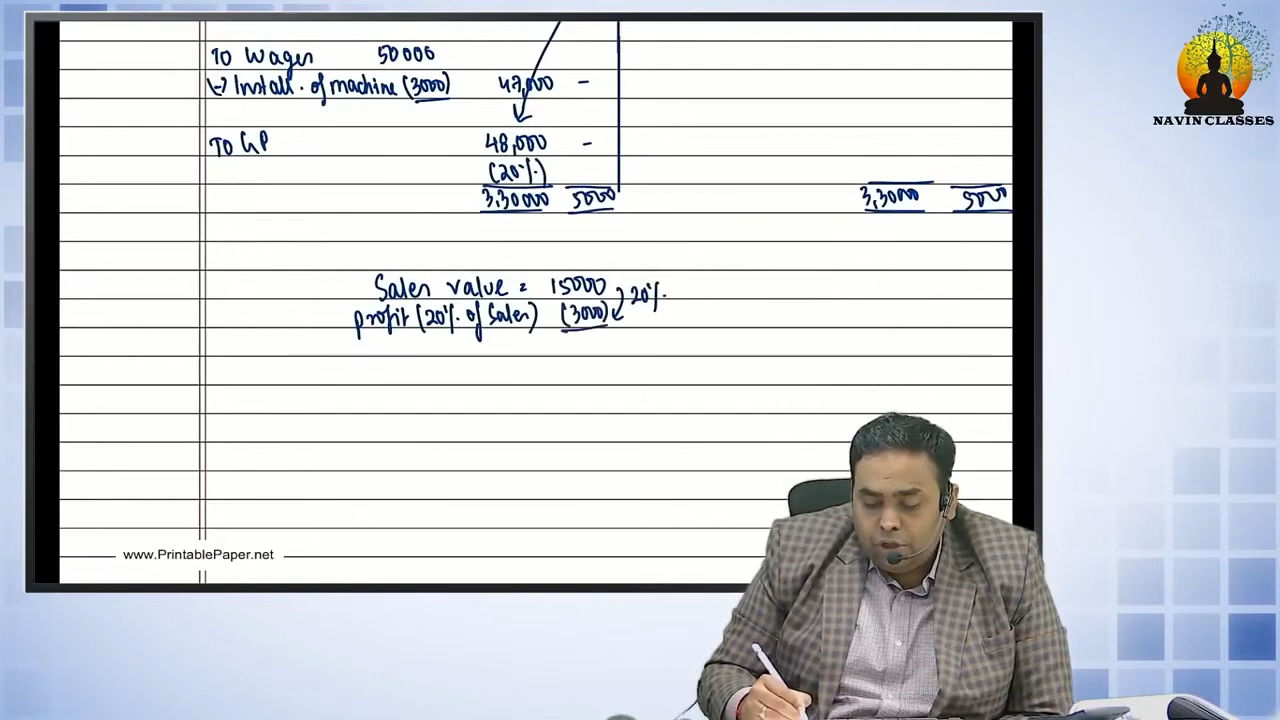 To Wages 50000
(-) Install. of machine (3000) 47,000 -
To GP 48,000 -
(20%)
3,30000 5000 3,30000 5000
Sales value = 15000
profit (20% of Sales) (3000) 20%
www.PrintablePaper.net
NAVIN CLASSES